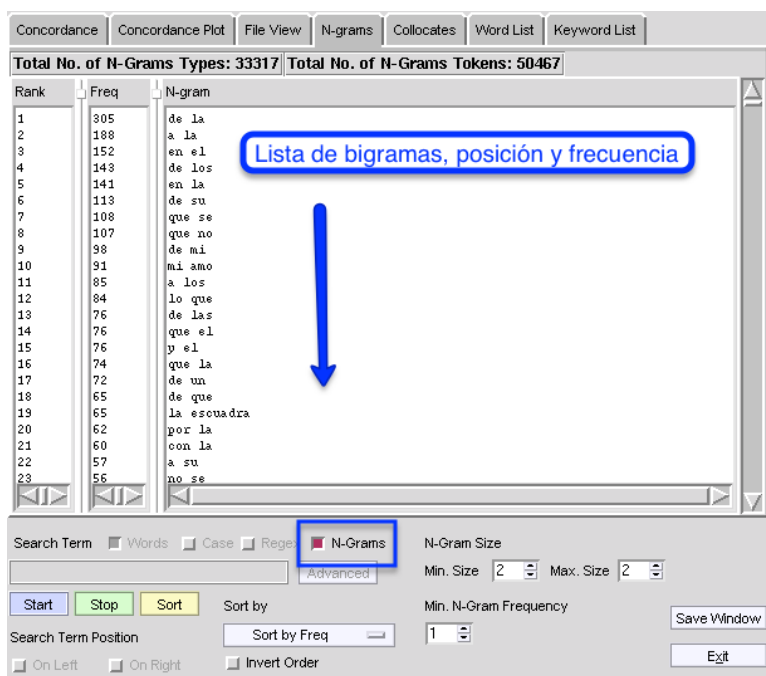 Concordance Concordance Plot File View N-grams Collocates Word List Keyword List
Total No. of N-Grams Types: 33317 Total No. of N-Grams Tokens: 50467
Rank Freq N-gram
1 305 de la
2 188 a la
3 152 en el
4 143 de los
5 141 en la
6 113 de su
7 108 que se
8 107 que no
9 98 de mi
10 91 mi amo
11 85 a los
12 84 lo que
13 76 de las
14 76 que el
15 76 y el
16 74 que la
17 72 de un
18 65 de que
19 65 la escuadra
20 62 por la
21 60 con la
22 57 a su
23 56 no se
Lista de bigramas, posición y frecuencia
Search Term Words Case Regex N-Grams N-Gram Size
Advanced Min. Size 2 Max. Size 2
Start Stop Sort Sort by Min. N-Gram Frequency
Save Window
Search Term Position Sort by Freq 1
On Left On Right Invert Order Exit